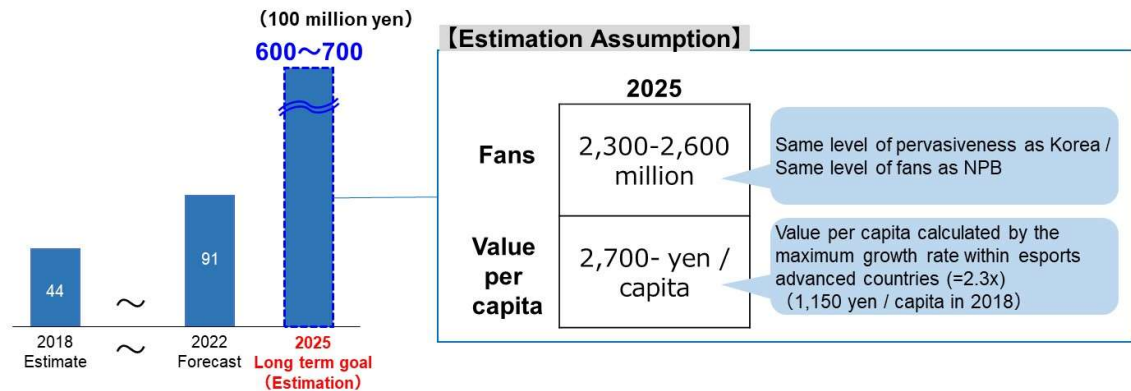 (100 million yen)
600～700
44
～
91
2018
Estimate
～
2022
Forecast
2025
Long term goal
(Estimation)
【Estimation Assumption】
2025
Fans
2,300-2,600
million
Same level of pervasiveness as Korea /
Same level of fans as NPB
Value
per
capita
2,700- yen /
capita
Value per capita calculated by the
maximum growth rate within esports
advanced countries (=2.3x)
(1,150 yen / capita in 2018)